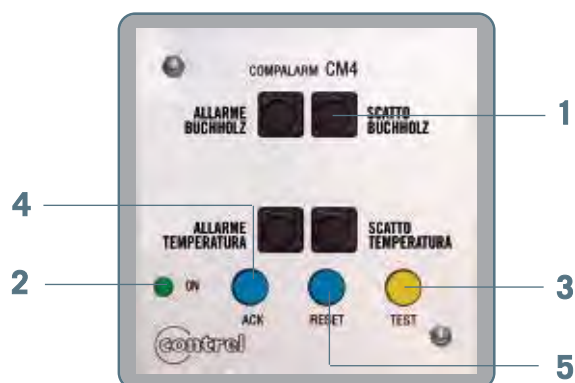 COMPALARM CM4
ALLARME BUCHHOLZ
SCATTO BUCHHOLZ
1
ALLARME TEMPERATURA
SCATTO TEMPERATURA
4
2
ON
3
ACK
RESET
TEST
5
contrel